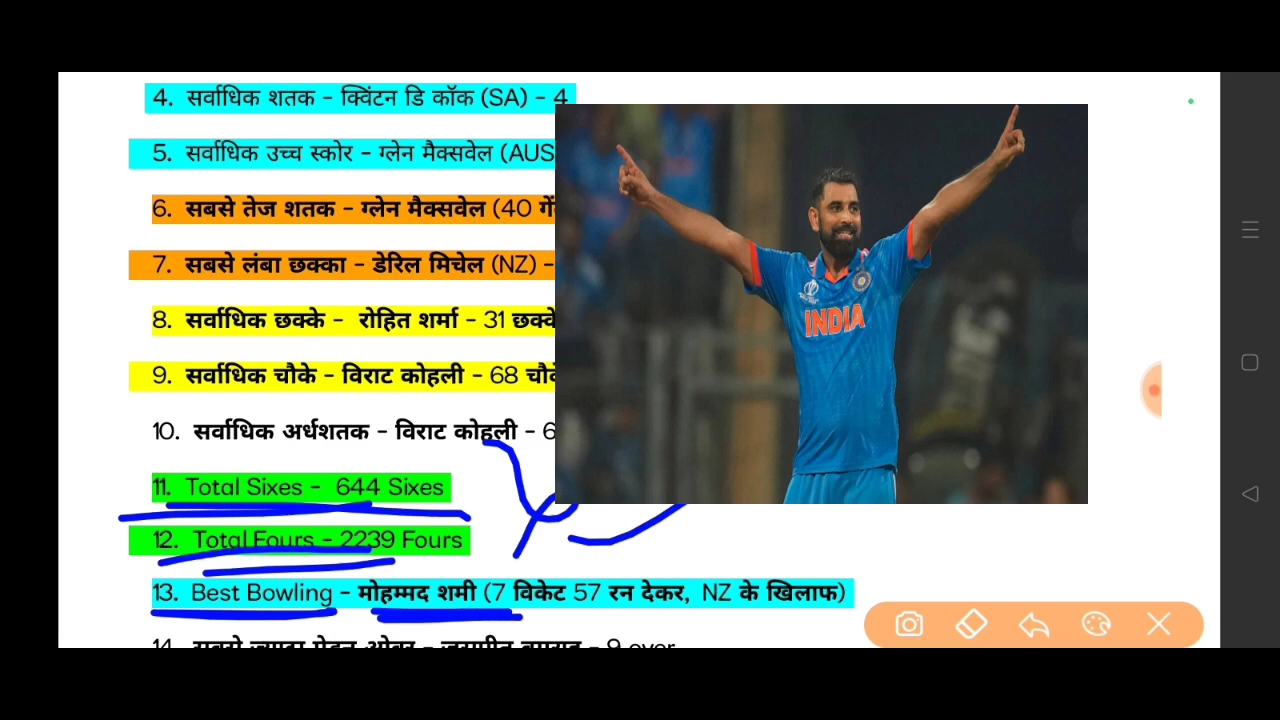 4. सर्वाधिक शतक - क्विंटन डि कॉक (SA) - 4
5. सर्वाधिक उच्च स्कोर - ग्लेन मैक्सवेल (AUS
6. सबसे तेज शतक - ग्लेन मैक्सवेल (40
7. सबसे लंबा छक्का - डेरिल मिचेल (NZ) -
8. सर्वाधिक छक्के - रोहित शर्मा - 31 छक्के
9. सर्वाधिक चौके - विराट कोहली - 68
10. सर्वाधिक अर्धशतक - विराट कोहली - 6
11. Total Sixes - 644 Sixes
12. Total Fours - 2239 Fours
13. Best Bowling - मोहम्मद शमी (7 विकेट 57 रन देकर, NZ के खिलाफ)
INDIA